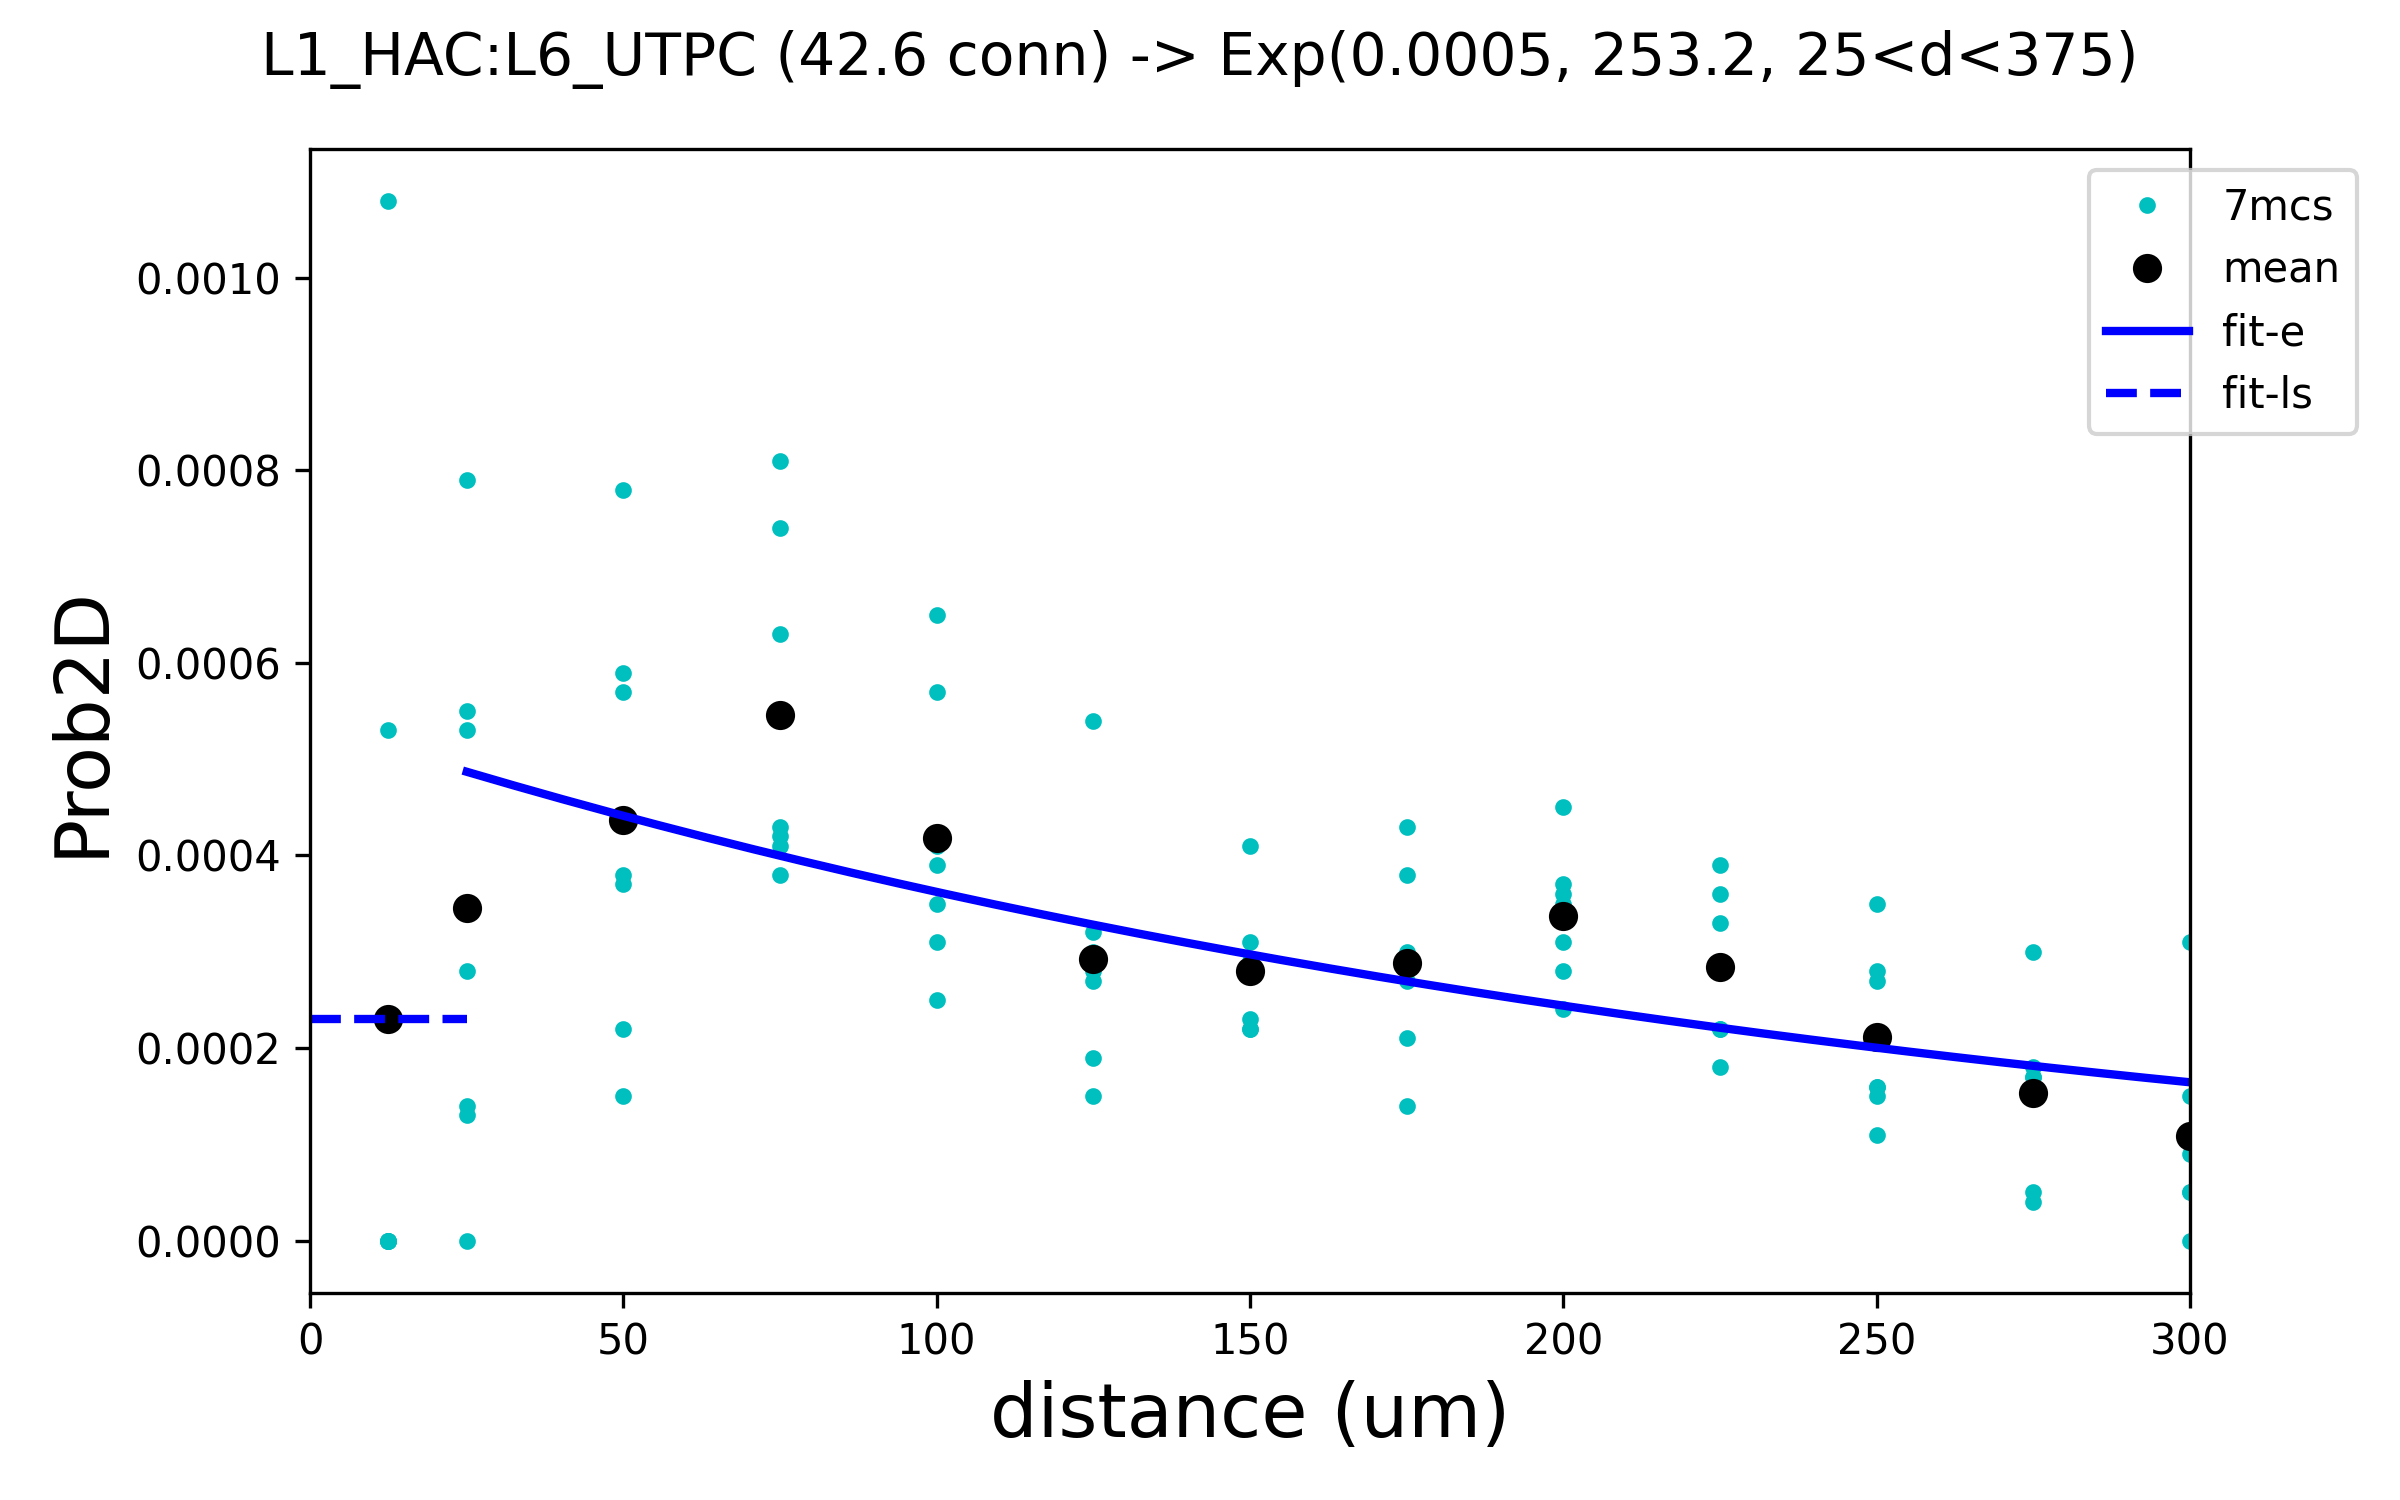 L1_HAC:L6_UTPC (42.6 conn) -> Exp(0.0005, 253.2, 25<d<375)
7mcs
mean
fit-e
fit-ls
Prob2D
0.0010
0.0008
0.0006
0.0004
0.0002
0.0000
0 50 100 150 200 250 300
distance (um)